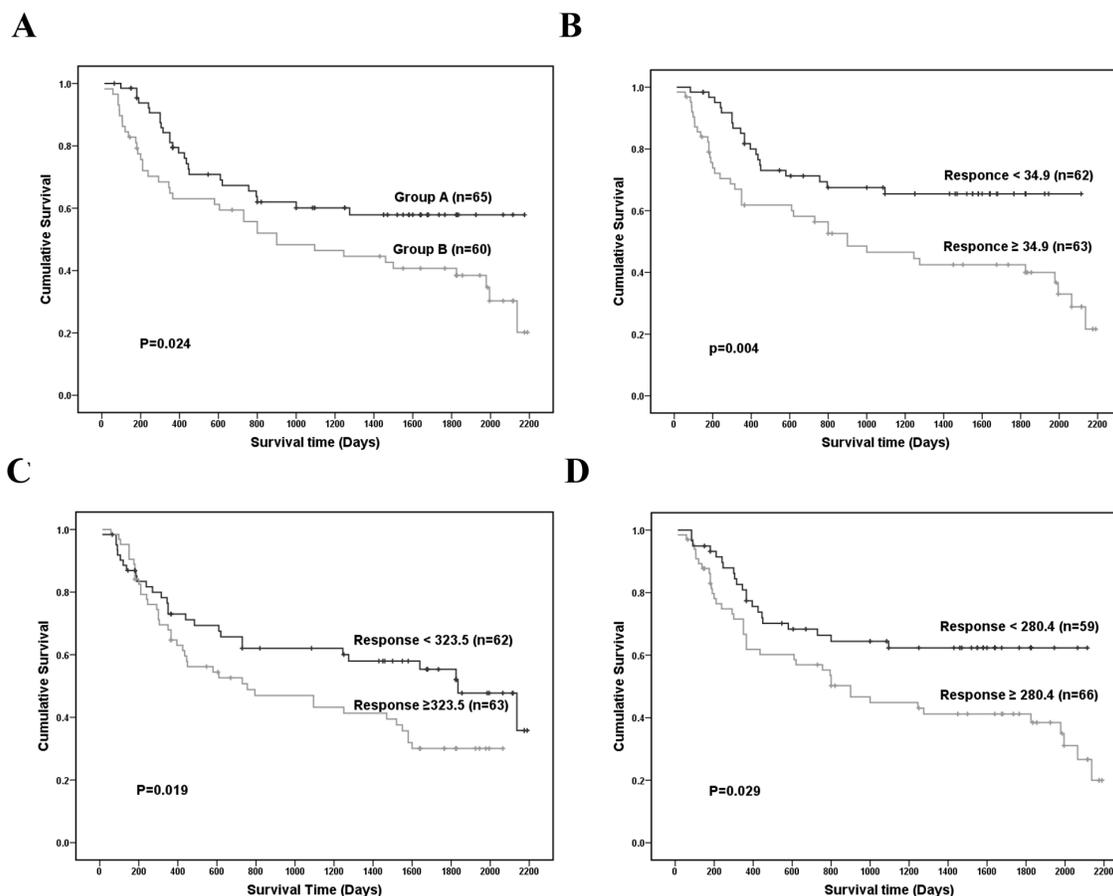 A
Cumulative Survival
1.0
0.8
0.6
0.4
0.2
0.0
Group A (n=65)
Group B (n=60)
P=0.024
0 200 400 600 800 1000 1200 1400 1600 1800 2000 2200
Survival time (Days)
B
Cumulative Survival
1.0
0.8
0.6
0.4
0.2
0.0
Responce < 34.9 (n=62)
Responce ≥ 34.9 (n=63)
p=0.004
0 200 400 600 800 1000 1200 1400 1600 1800 2000 2200
Survival time (Days)
C
Cumulative Survival
1.0
0.8
0.6
0.4
0.2
0.0
Response < 323.5 (n=62)
Response ≥323.5 (n=63)
P=0.019
0 200 400 600 800 1000 1200 1400 1600 1800 2000 2200
Survival Time (Days)
D
Cumulative Survival
1.0
0.8
0.6
0.4
0.2
0.0
Response < 280.4 (n=59)
Response ≥ 280.4 (n=66)
P=0.029
0 200 400 600 800 1000 1200 1400 1600 1800 2000 2200
Survival time (Days)